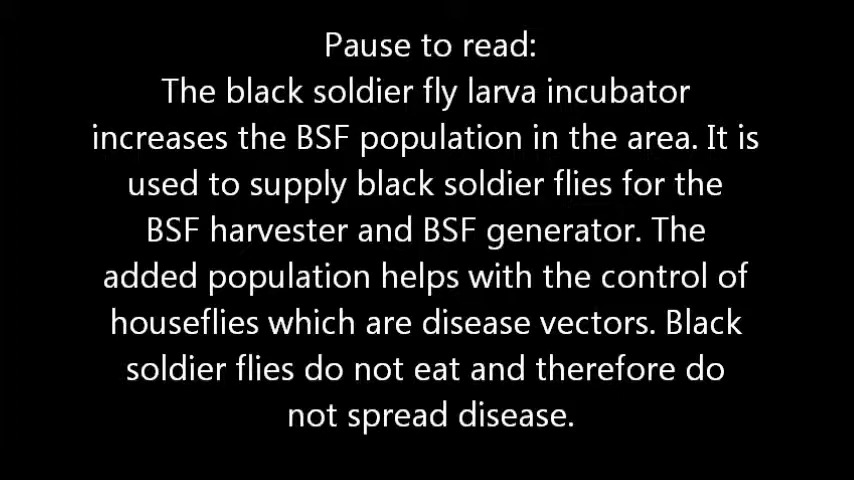 Pause to read:
The black soldier fly larva incubator
increases the BSF population in the area. It is
used to supply black soldier flies for the
BSF harvester and BSF generator. The
added population helps with the control of
houseflies which are disease vectors. Black
soldier flies do not eat and therefore do
not spread disease.